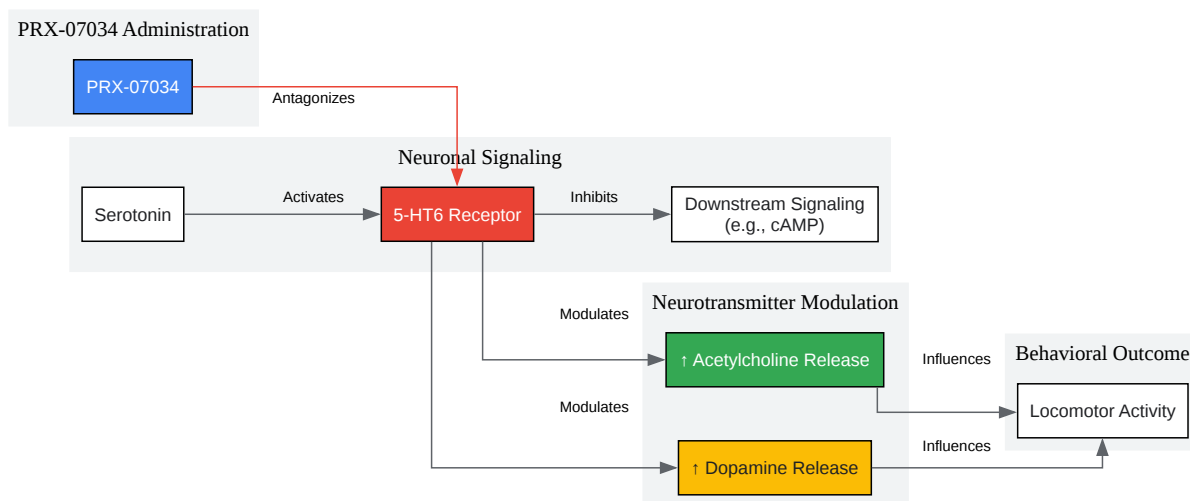 PRX-07034 Administration
PRX-07034
Antagonizes
Neuronal Signaling
Serotonin
Activates
5-HT6 Receptor
Inhibits
Downstream Signaling
(e.g., cAMP)
Neurotransmitter Modulation
Modulates
↑ Acetylcholine Release
Influences
Behavioral Outcome
Locomotor Activity
Modulates
↑ Dopamine Release
Influences